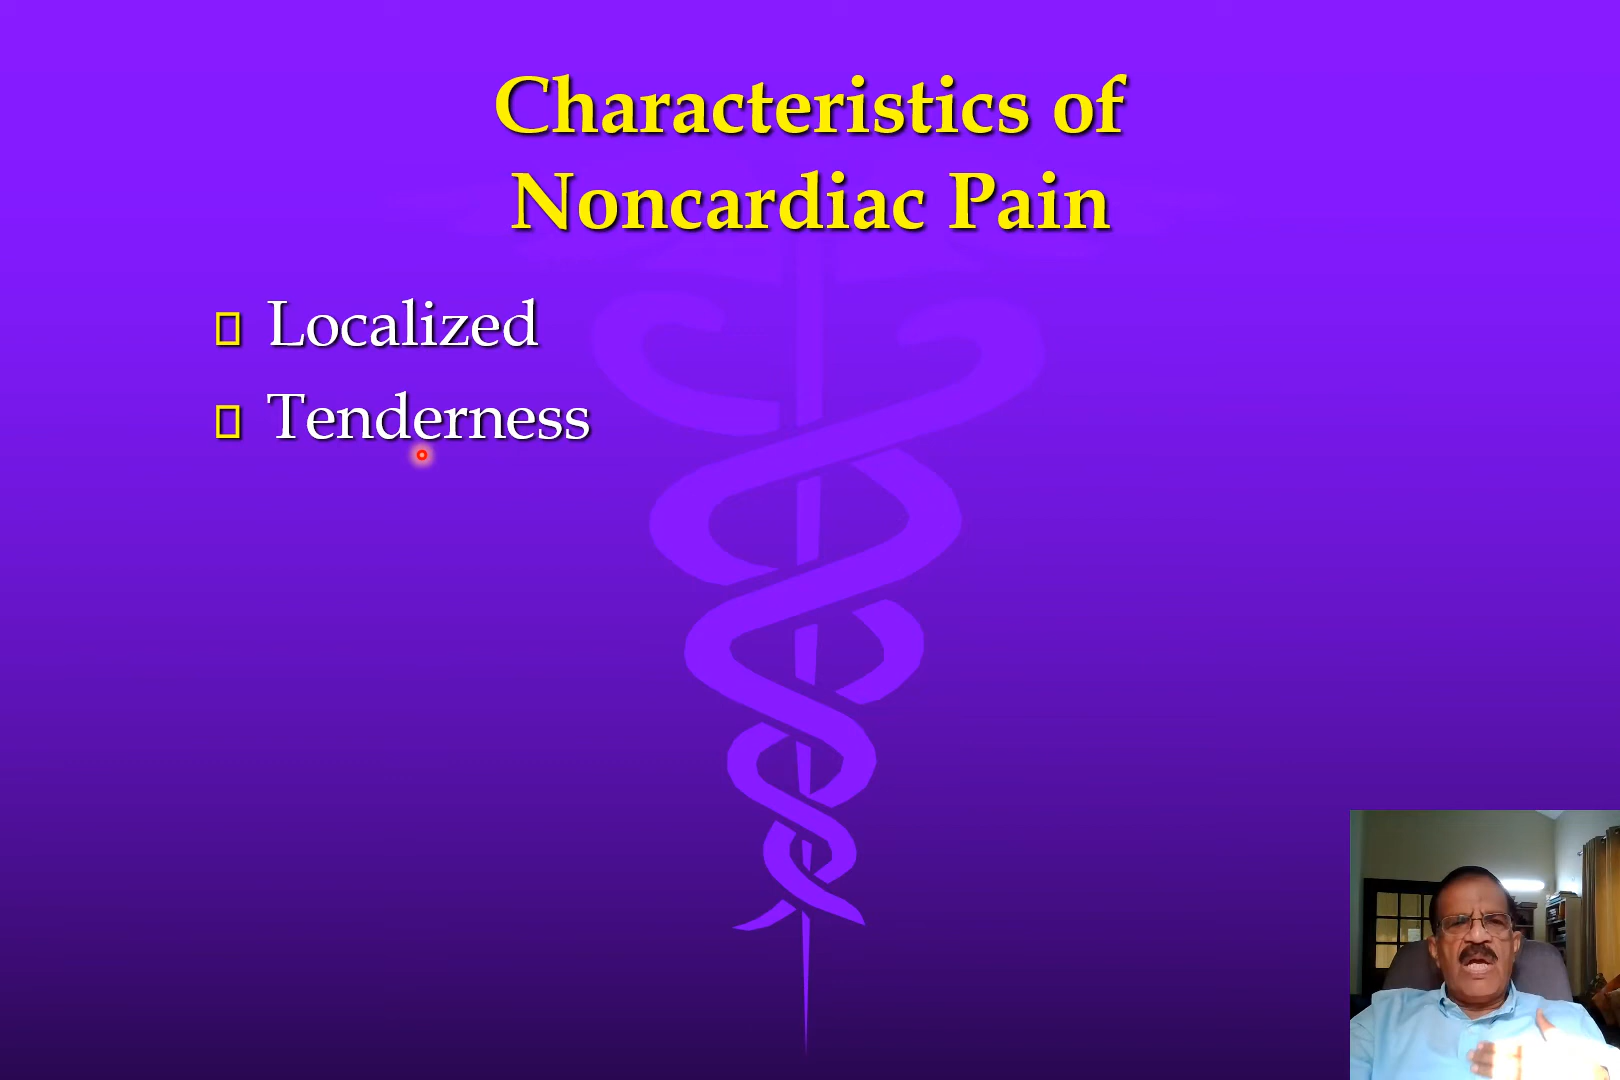 Characteristics of
Noncardiac Pain
Localized
Tenderness